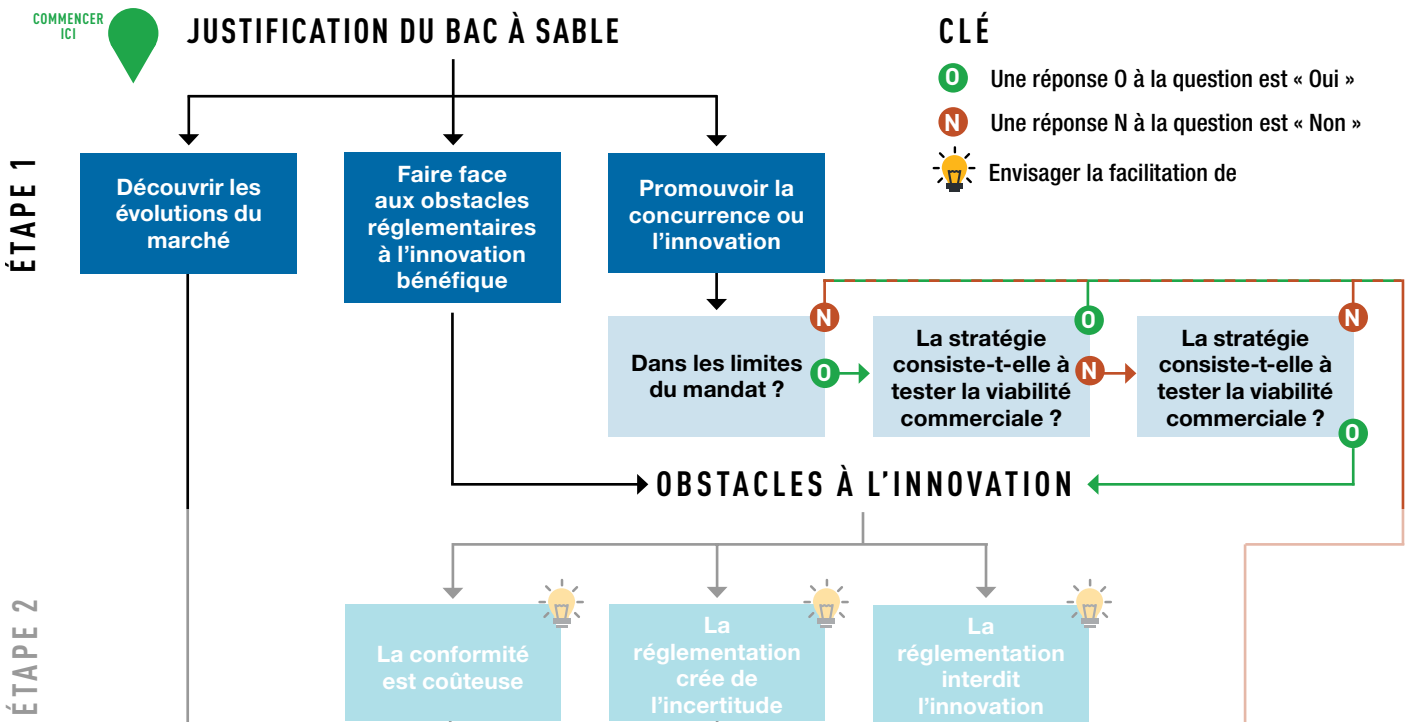 COMMENCER
ICI
JUSTIFICATION DU BAC À SABLE
CLÉ
O Une réponse O à la question est « Oui »
N Une réponse N à la question est « Non »
Envisager la facilitation de
ÉTAPE 1
Découvrir les
évolutions du
marché
Faire face
aux obstacles
réglementaires
à l’innovation
bénéfique
Promouvoir la
concurrence ou
l’innovation
N
Dans les limites
du mandat ?
O
O
La stratégie
consiste-t-elle à
tester la viabilité
commerciale ?
N
N
La stratégie
consiste-t-elle à
tester la viabilité
commerciale ?
O
OBSTACLES À L’INNOVATION
ÉTAPE 2
La conformité
est coûteuse
La
réglementation
crée de
l’incertitude
La
réglementation
interdit
l’innovation